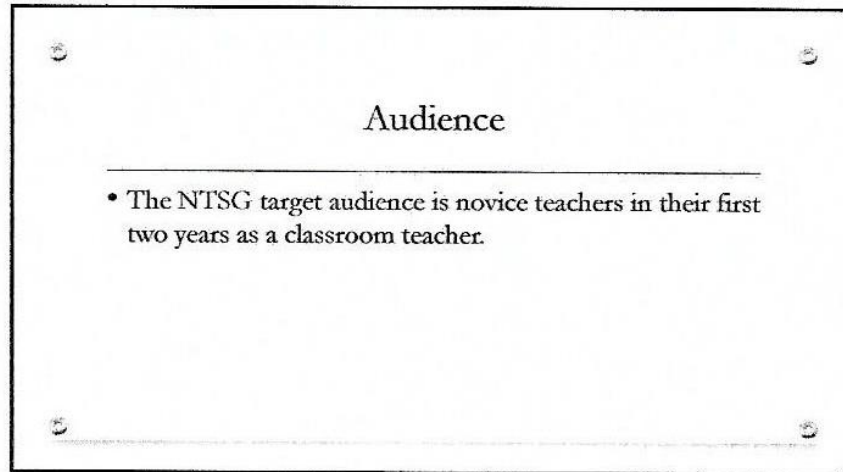 Audience
• The NTSG target audience is novice teachers in their first
two years as a classroom teacher.